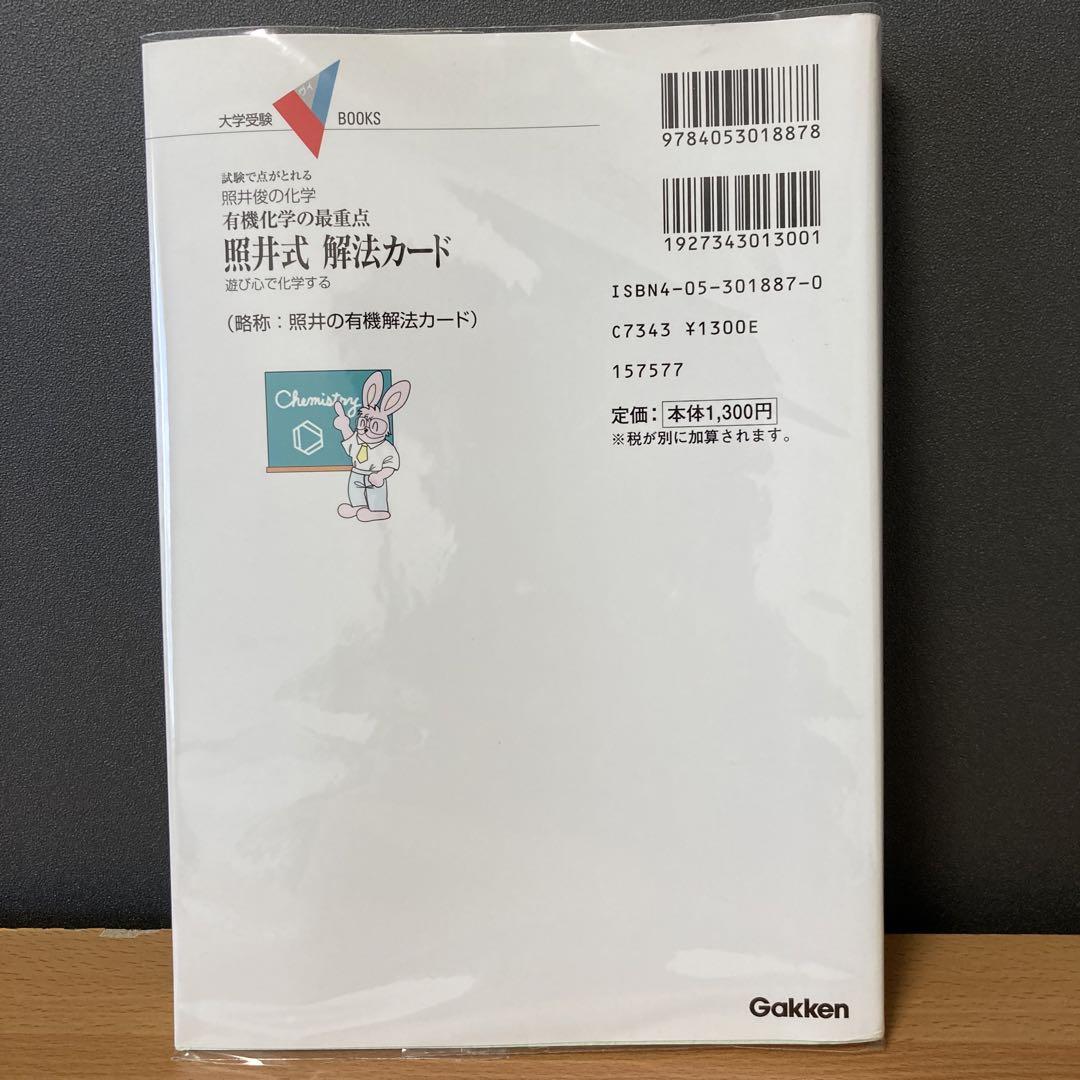 大学受験 Vィ BOOKS
試験で点がとれる
照井俊の化学
有機化学の最重点
照井式 解法カード
遊び心で化学する
（略称：照井の有機解法カード）
Chemistry
9784053018878
1927343013001
ISBN4-05-301887-0
C7343 ¥1300E
157577
定価：本体1,300円
※税が別に加算されます。
Gakken